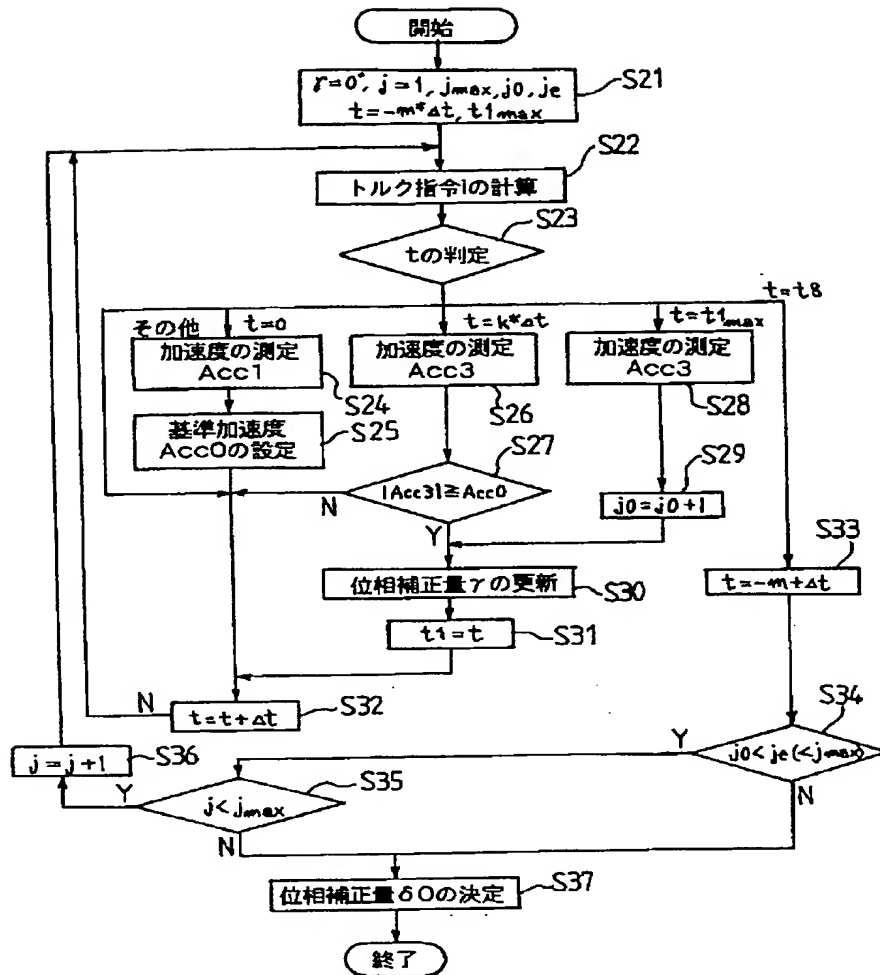 開始
γ=0°, j=1, jmax, j0, je
t=-m*Δt, t1max
S21
S22
トルク指令Iの計算
S23
tの判定
その他
t=0
t=k*Δt
t=t1max
t=t8
加速度の測定
Acc1
S24
加速度の測定
Acc3
S26
加速度の測定
Acc3
S28
基準加速度
Acc0の設定
S25
S27
|Acc3|≧Acc0
N
Y
S29
j0=j0+1
S33
t=-m+Δt
位相補正量γの更新
S30
t1=t
S31
N
t=t+Δt
S32
S34
j0<je(<jmax)
Y
N
j=j+1
S36
S35
j<jmax
Y
N
位相補正量δ0の決定
S37
終了